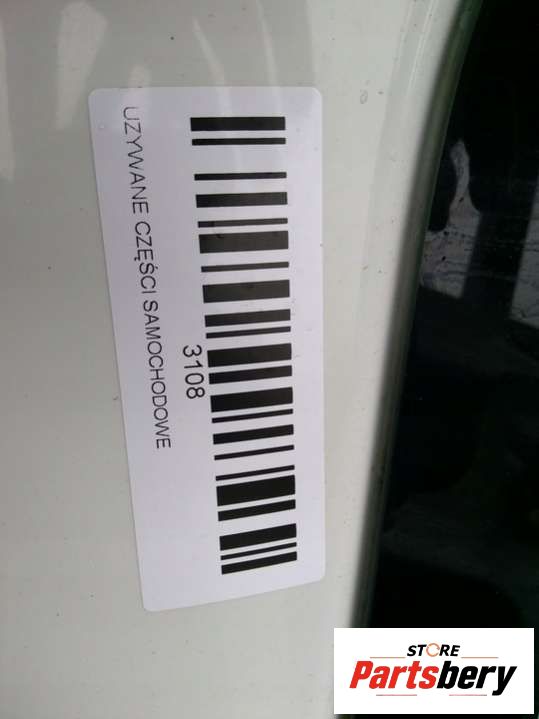 3108
UZYWANE CZĘŚCI SAMOCHODOWE
STORE
Partsbery